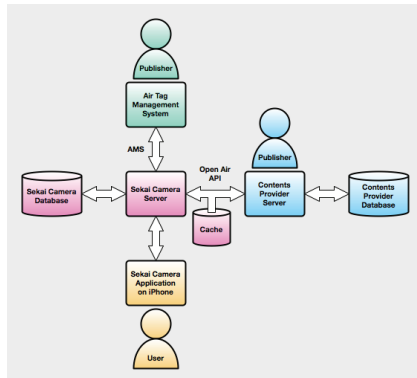 Publisher
Air Tag
Management
System
AMS
Open Air
API
Publisher
Sekai Camera
Database
Sekai Camera
Server
Contents
Provider
Server
Contents
Provider
Database
Cache
Sekai Camera
Application
on iPhone
User